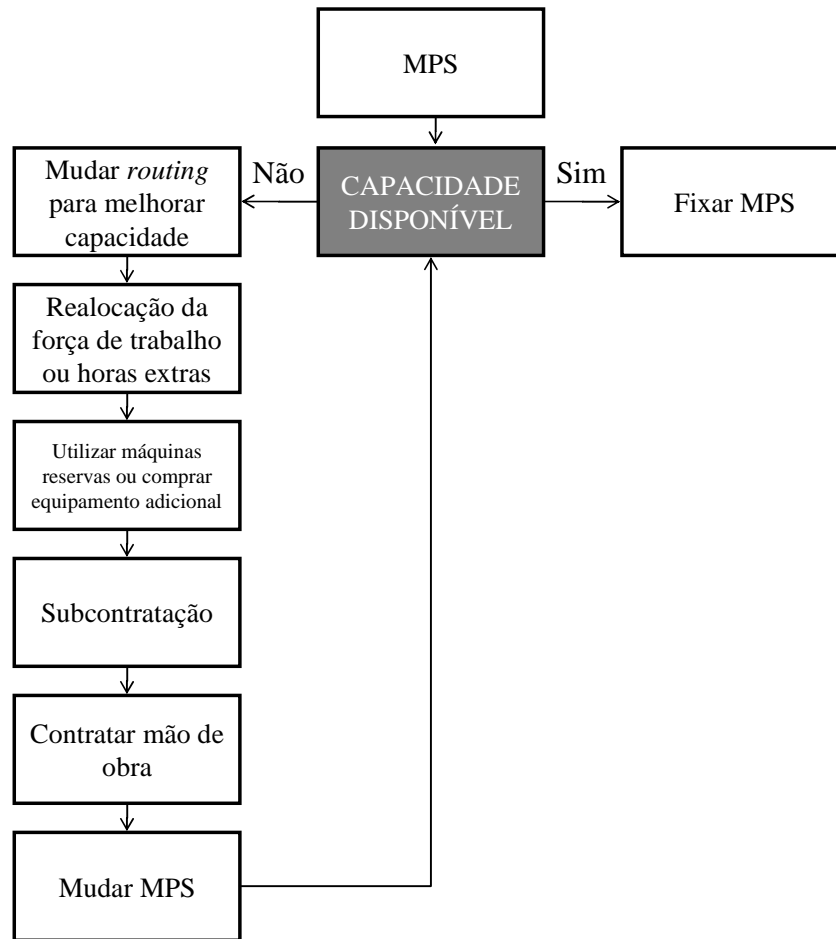 MPS
Mudar routing
para melhorar
capacidade
Não
CAPACIDADE
DISPONÍVEL
Sim
Fixar MPS
Realocação da
força de trabalho
ou horas extras
Utilizar máquinas
reservas ou comprar
equipamento adicional
Subcontratação
Contratar mão de
obra
Mudar MPS